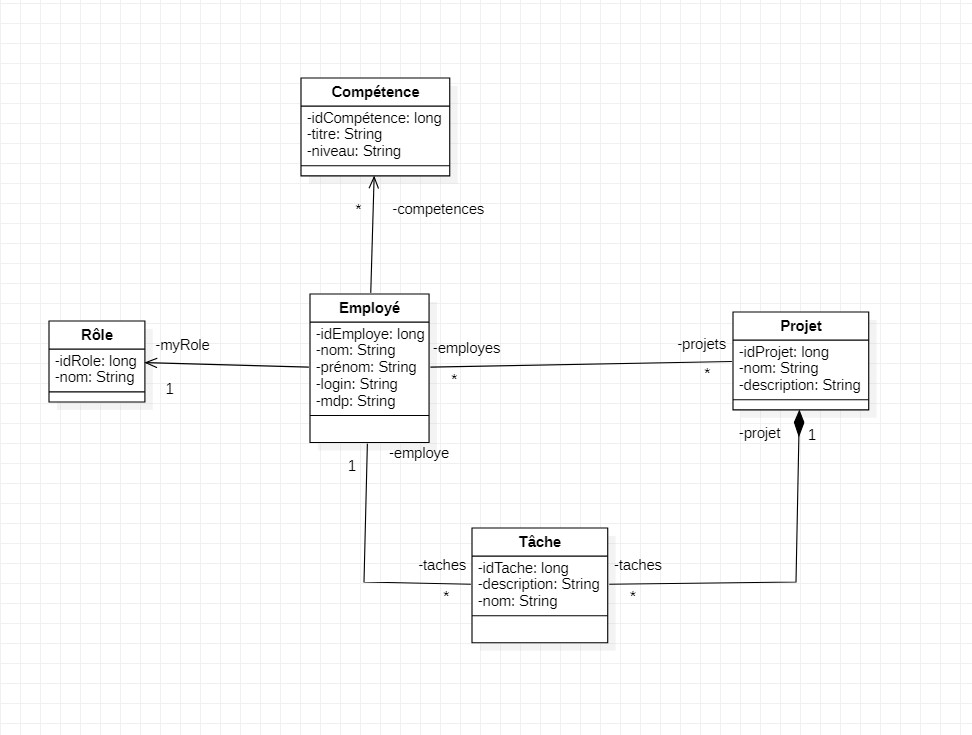 Compétence
-idCompétence: long
-titre: String
-niveau: String
*
-competences
Rôle
-idRole: long
-nom: String
-myRole
1
Employé
-idEmploye: long
-nom: String
-prénom: String
-login: String
-mdp: String
-employes
*
-projets
*
Projet
-idProjet: long
-nom: String
-description: String
-projet
1
-employe
1
-taches
*
Tâche
-idTache: long
-description: String
-nom: String
-taches
*